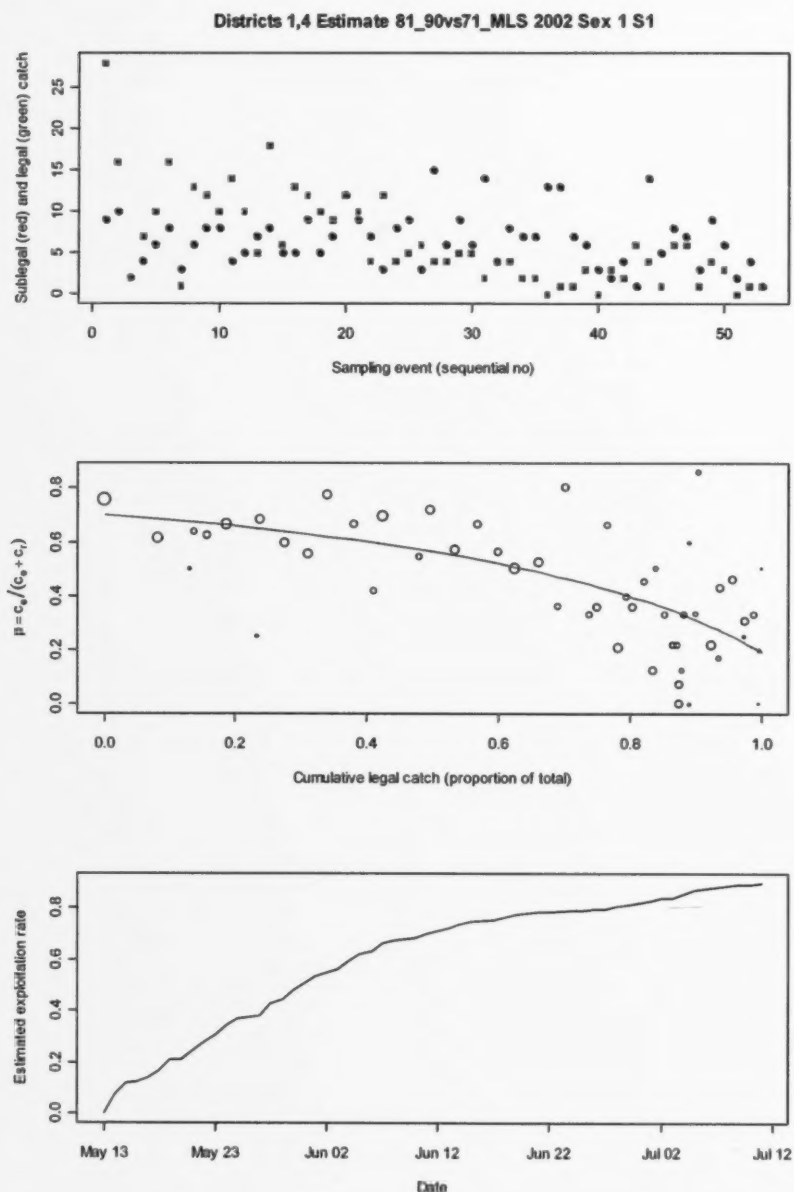 Districts 1,4 Estimate 81_90vs71_MLS 2002 Sex 1 S1
Sublegal (red) and legal (green) catch
25
20
15
10
5
0
0 10 20 30 40 50
Sampling event (sequential no)
p̂ = cₑ/(cₑ + cᵣ)
0.8
0.6
0.4
0.2
0.0
0.0 0.2 0.4 0.6 0.8 1.0
Cumulative legal catch (proportion of total)
Estimated exploitation rate
0.8
0.6
0.4
0.2
0.0
May 13 May 23 Jun 02 Jun 12 Jun 22 Jul 02 Jul 12
Date